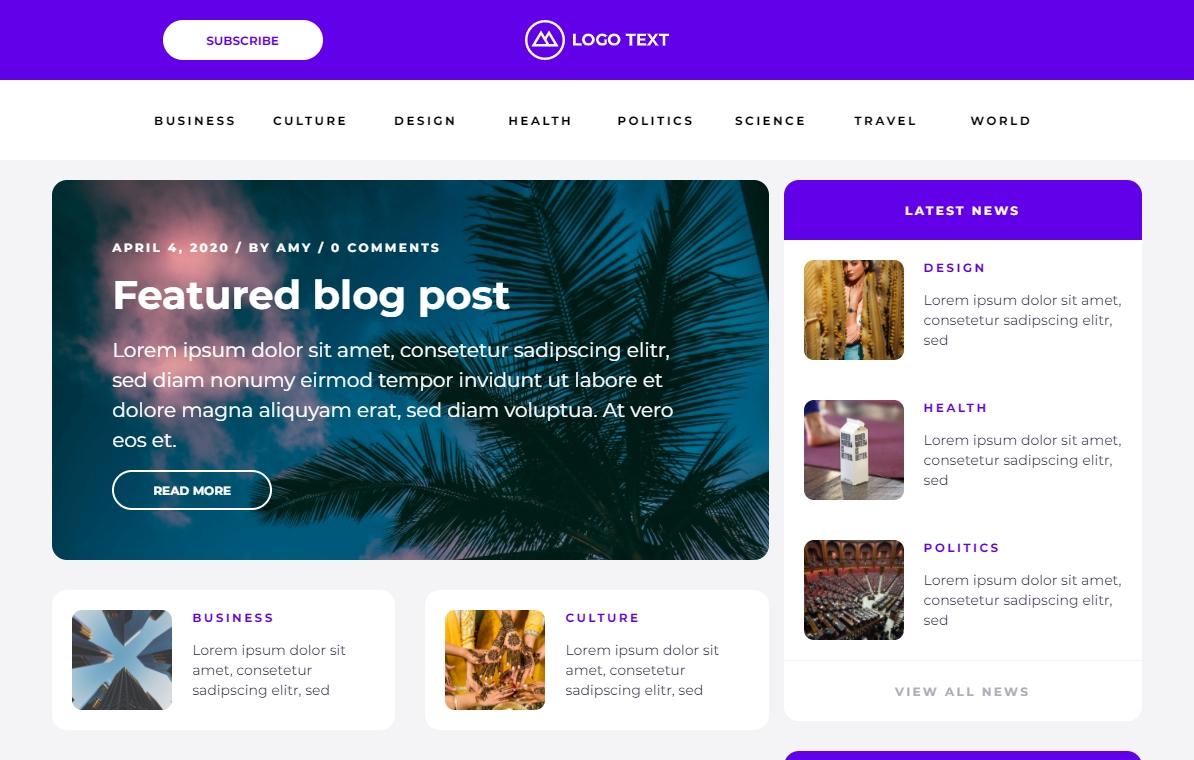 SUBSCRIBE
LOGO TEXT
BUSINESS
CULTURE
DESIGN
HEALTH
POLITICS
SCIENCE
TRAVEL
WORLD
APRIL 4, 2020 / BY AMY / 0 COMMENTS
Featured blog post
Lorem ipsum dolor sit amet, consetetur sadipscing elitr,
sed diam nonumy eirmod tempor invidunt ut labore et
dolore magna aliquyam erat, sed diam voluptua. At vero
eos et.
READ MORE
BUSINESS
Lorem ipsum dolor sit
amet, consetetur
sadipscing elitr, sed
CULTURE
Lorem ipsum dolor sit
amet, consetetur
sadipscing elitr, sed
LATEST NEWS
DESIGN
Lorem ipsum dolor sit amet,
consetetur sadipscing elitr,
sed
HEALTH
Lorem ipsum dolor sit amet,
consetetur sadipscing elitr,
sed
POLITICS
Lorem ipsum dolor sit amet,
consetetur sadipscing elitr,
sed
VIEW ALL NEWS